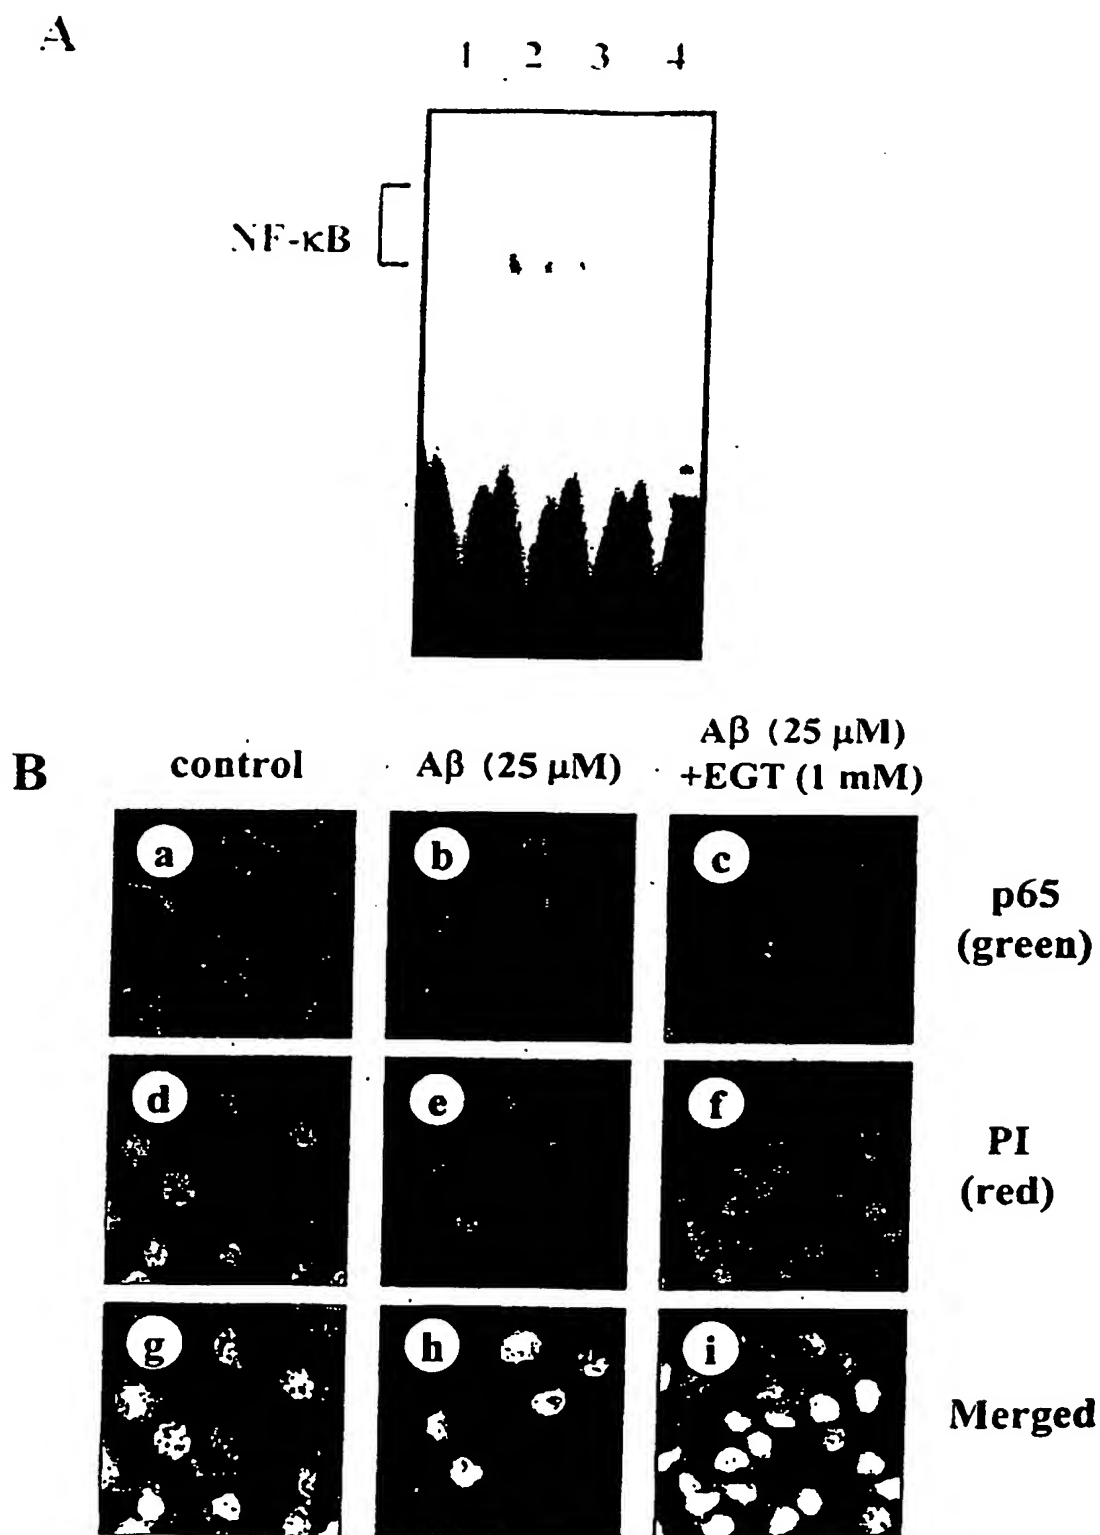 A
1 2 3 4
NF-κB
B
control
Aβ (25 μM)
Aβ (25 μM)
+EGT (1 mM)
a
b
c
p65
(green)
d
e
f
PI
(red)
g
h
i
Merged